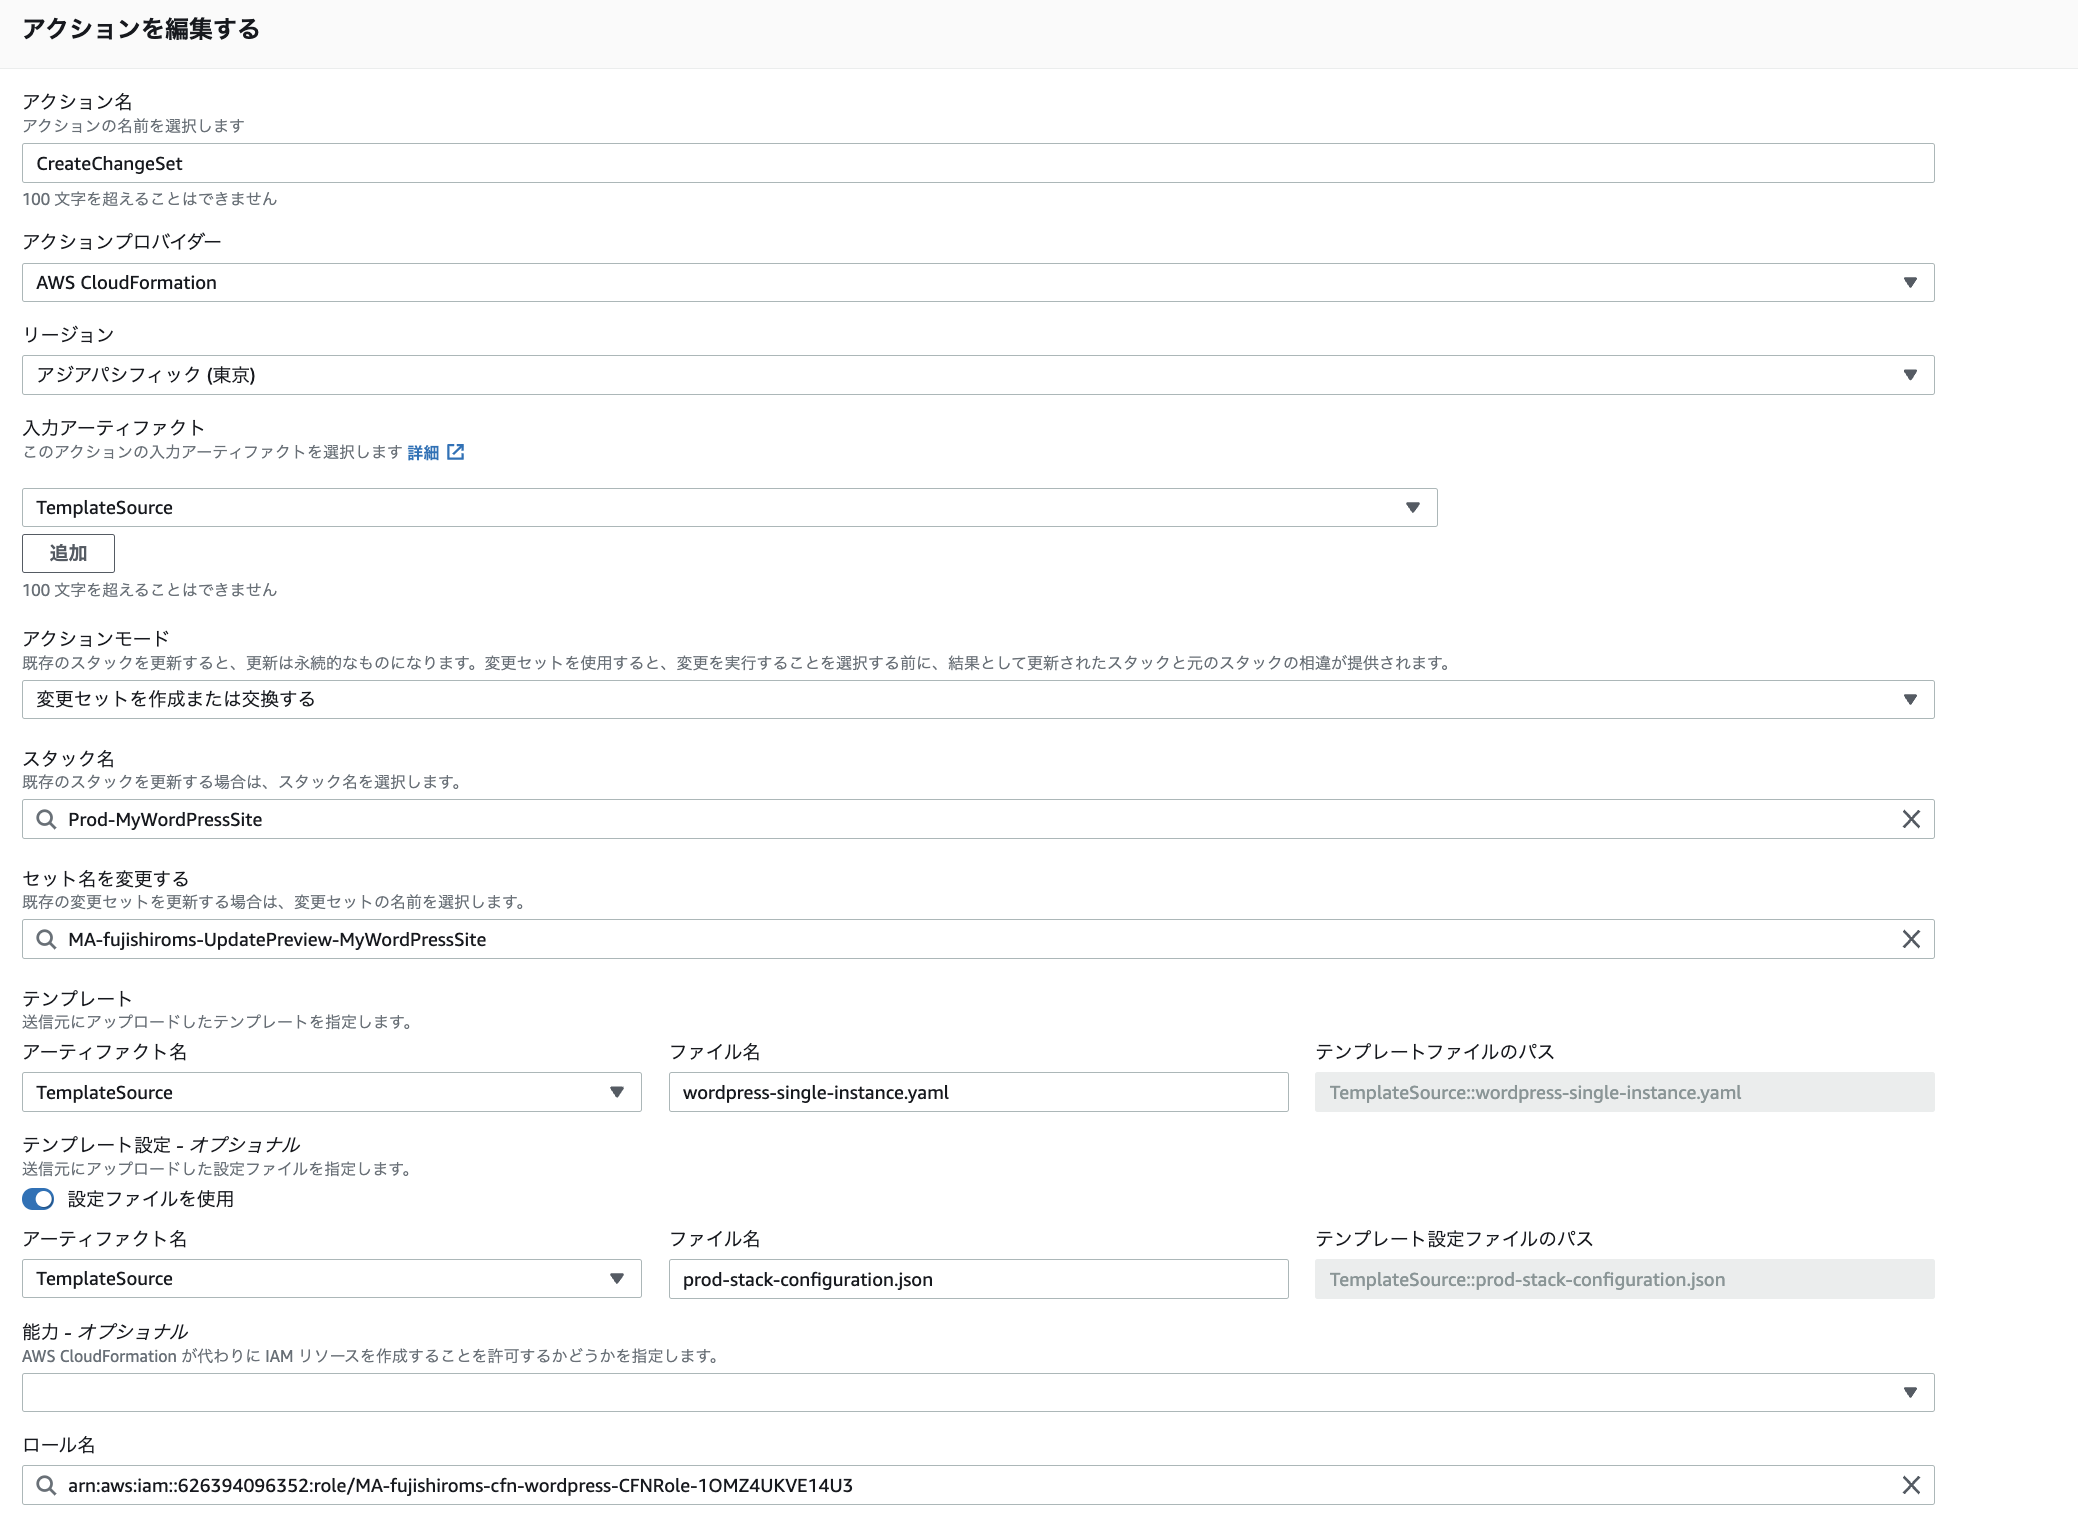 アクションを編集する
アクション名
アクションの名前を選択します
CreateChangeSet
100 文字を超えることはできません
アクションプロバイダー
AWS CloudFormation
リージョン
アジアパシフィック (東京)
入力アーティファクト
このアクションの入力アーティファクトを選択します 詳細
TemplateSource
追加
100 文字を超えることはできません
アクションモード
既存のスタックを更新すると、更新は永続的なものになります。変更セットを使用すると、変更を実行することを選択する前に、結果として更新されたスタックと元のスタックの相違が提供されます。
変更セットを作成または交換する
スタック名
既存のスタックを更新する場合は、スタック名を選択します。
Prod-MyWordPressSite
セット名を変更する
既存の変更セットを更新する場合は、変更セットの名前を選択します。
MA-fujishiroms-UpdatePreview-MyWordPressSite
テンプレート
送信元にアップロードしたテンプレートを指定します。
アーティファクト名 ファイル名 テンプレートファイルのパス
TemplateSource wordpress-single-instance.yaml TemplateSource::wordpress-single-instance.yaml
テンプレート設定 - オプショナル
送信元にアップロードした設定ファイルを指定します。
設定ファイルを使用
アーティファクト名 ファイル名 テンプレート設定ファイルのパス
TemplateSource prod-stack-configuration.json TemplateSource::prod-stack-configuration.json
能力 - オプショナル
AWS CloudFormation が代わりに IAM リソースを作成することを許可するかどうかを指定します。
ロール名
arn:aws:iam::626394096352:role/MA-fujishiroms-cfn-wordpress-CFNRole-1OMZ4UKVE14U3